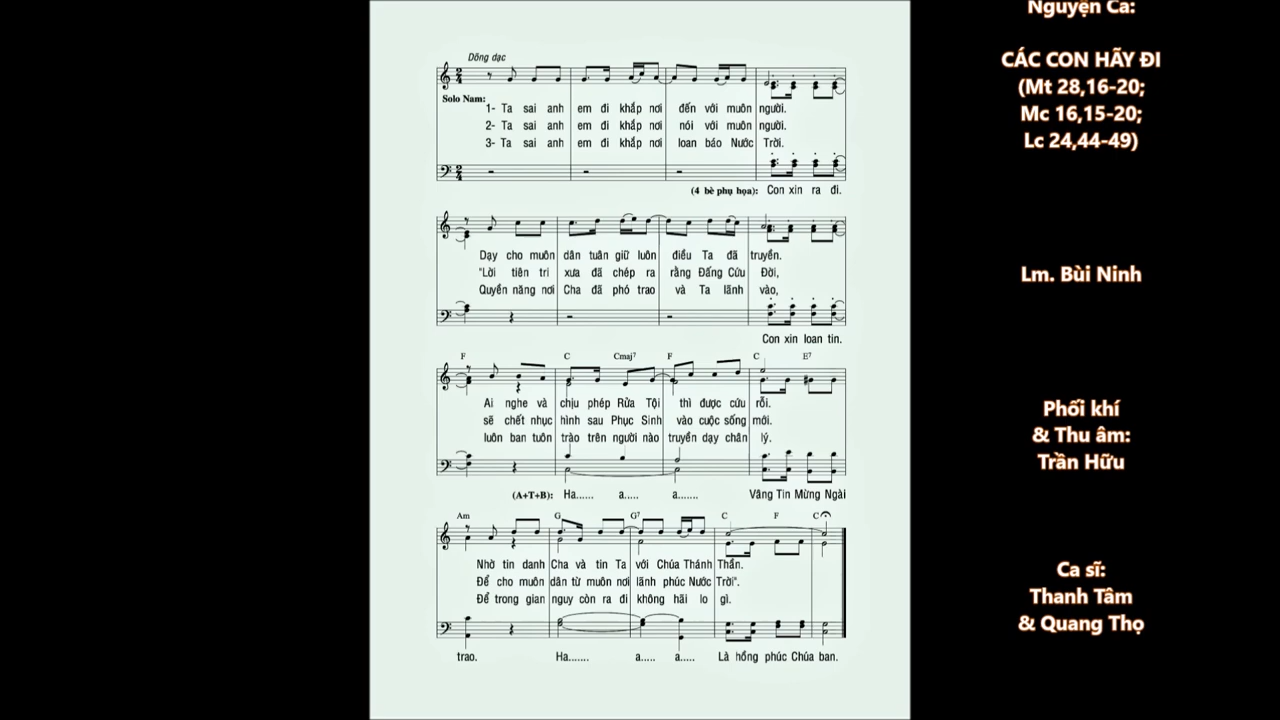 Dõng dạc
Solo Nam:
1- Ta sai anh em đi khắp nơi đến với muôn người.
2- Ta sai anh em đi khắp nơi nói với muôn người.
3- Ta sai anh em đi khắp nơi loan báo Nước Trời.
(4 bè phụ họa): Con xin ra đi.
Dạy cho muôn dân tuân giữ luôn điều Ta đã truyền.
"Lời tiên tri xưa đã chép ra rằng Đấng Cứu Đời,
Quyền năng nơi Cha đã phó trao và Ta lãnh vào,
Con xin loan tin.
F C Cmaj7 F C E7
Ai nghe và chịu phép Rửa Tội thì được cứu rỗi.
sẽ chết nhục hình sau Phục Sinh vào cuộc sống mới.
luôn ban tuôn trào trên người nào truyền dạy chân lý.
(A+T+B): Ha...... a..... a....... Vâng Tin Mừng Ngài
Am G G7 C F C
Nhờ tin danh Cha và tin Ta với Chúa Thánh Thần.
Để cho muôn dân từ muôn nơi lãnh phúc Nước Trời".
Để trong gian nguy còn ra đi không hãi lo gì.
trao. Ha....... a..... a..... Là hồng phúc Chúa ban.
Nguyện Ca:
CÁC CON HÃY ĐI
(Mt 28,16-20;
Mc 16,15-20;
Lc 24,44-49)
Lm. Bùi Ninh
Phối khí
& Thu âm:
Trần Hữu
Ca sĩ:
Thanh Tâm
& Quang Thọ